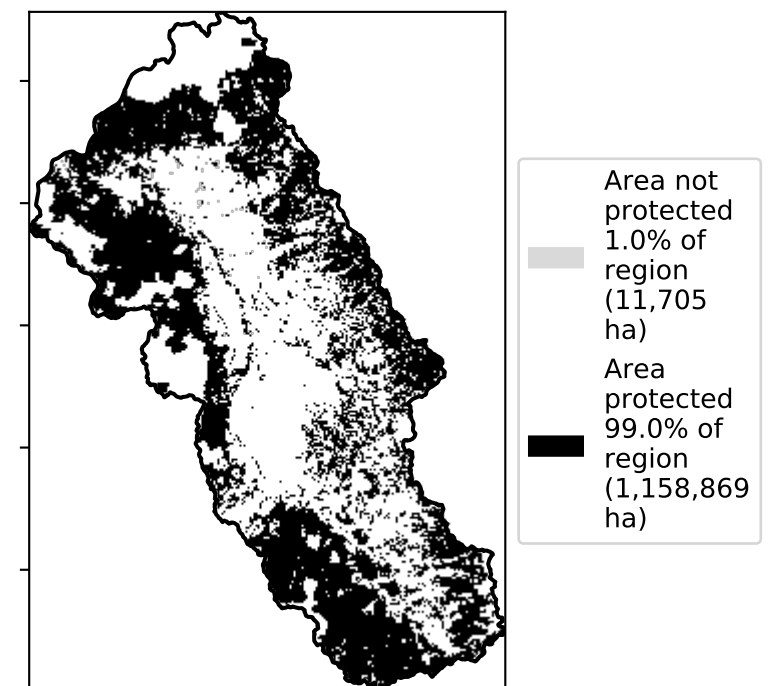 Area not
protected
1.0% of
region
(11,705
ha)
Area
protected
99.0% of
region
(1,158,869
ha)